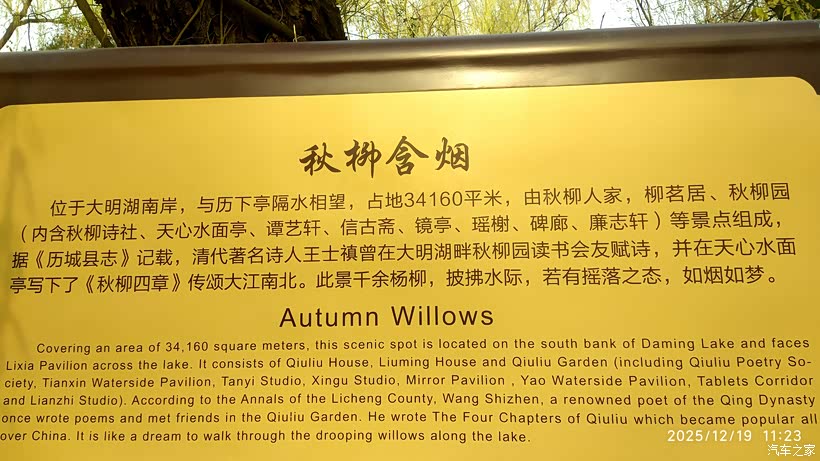 秋柳含烟
位于大明湖南岸，与历下亭隔水相望，占地34160平米，由秋柳人家，柳茗居、秋柳园
（内含秋柳诗社、天心水面亭、谭艺轩、信古斋、镜亭、瑶榭、碑廊、廉志轩）等景点组成，
据《历城县志》记载，清代著名诗人王士禛曾在大明湖畔秋柳园读书会友赋诗，并在天心水面
亭写下了《秋柳四章》传颂大江南北。此景千余杨柳，披拂水际，若有摇落之态，如烟如梦。
Autumn Willows
Covering an area of 34,160 square meters, this scenic spot is located on the south bank of Daming Lake and faces
Lixia Pavilion across the lake. It consists of Qiuliu House, Liuming House and Qiuliu Garden (including Qiuliu Poetry So-
ciety, Tianxin Waterside Pavilion, Tanyi Studio, Xingu Studio, Mirror Pavilion , Yao Waterside Pavilion, Tablets Corridor
and Lianzhi Studio). According to the Annals of the Licheng County, Wang Shizhen, a renowned poet of the Qing Dynasty
once wrote poems and met friends in the Qiuliu Garden. He wrote The Four Chapters of Qiuliu which became popular all
over China. It is like a dream to walk through the drooping willows along the lake.
2025/12/19 11:23
汽车之家